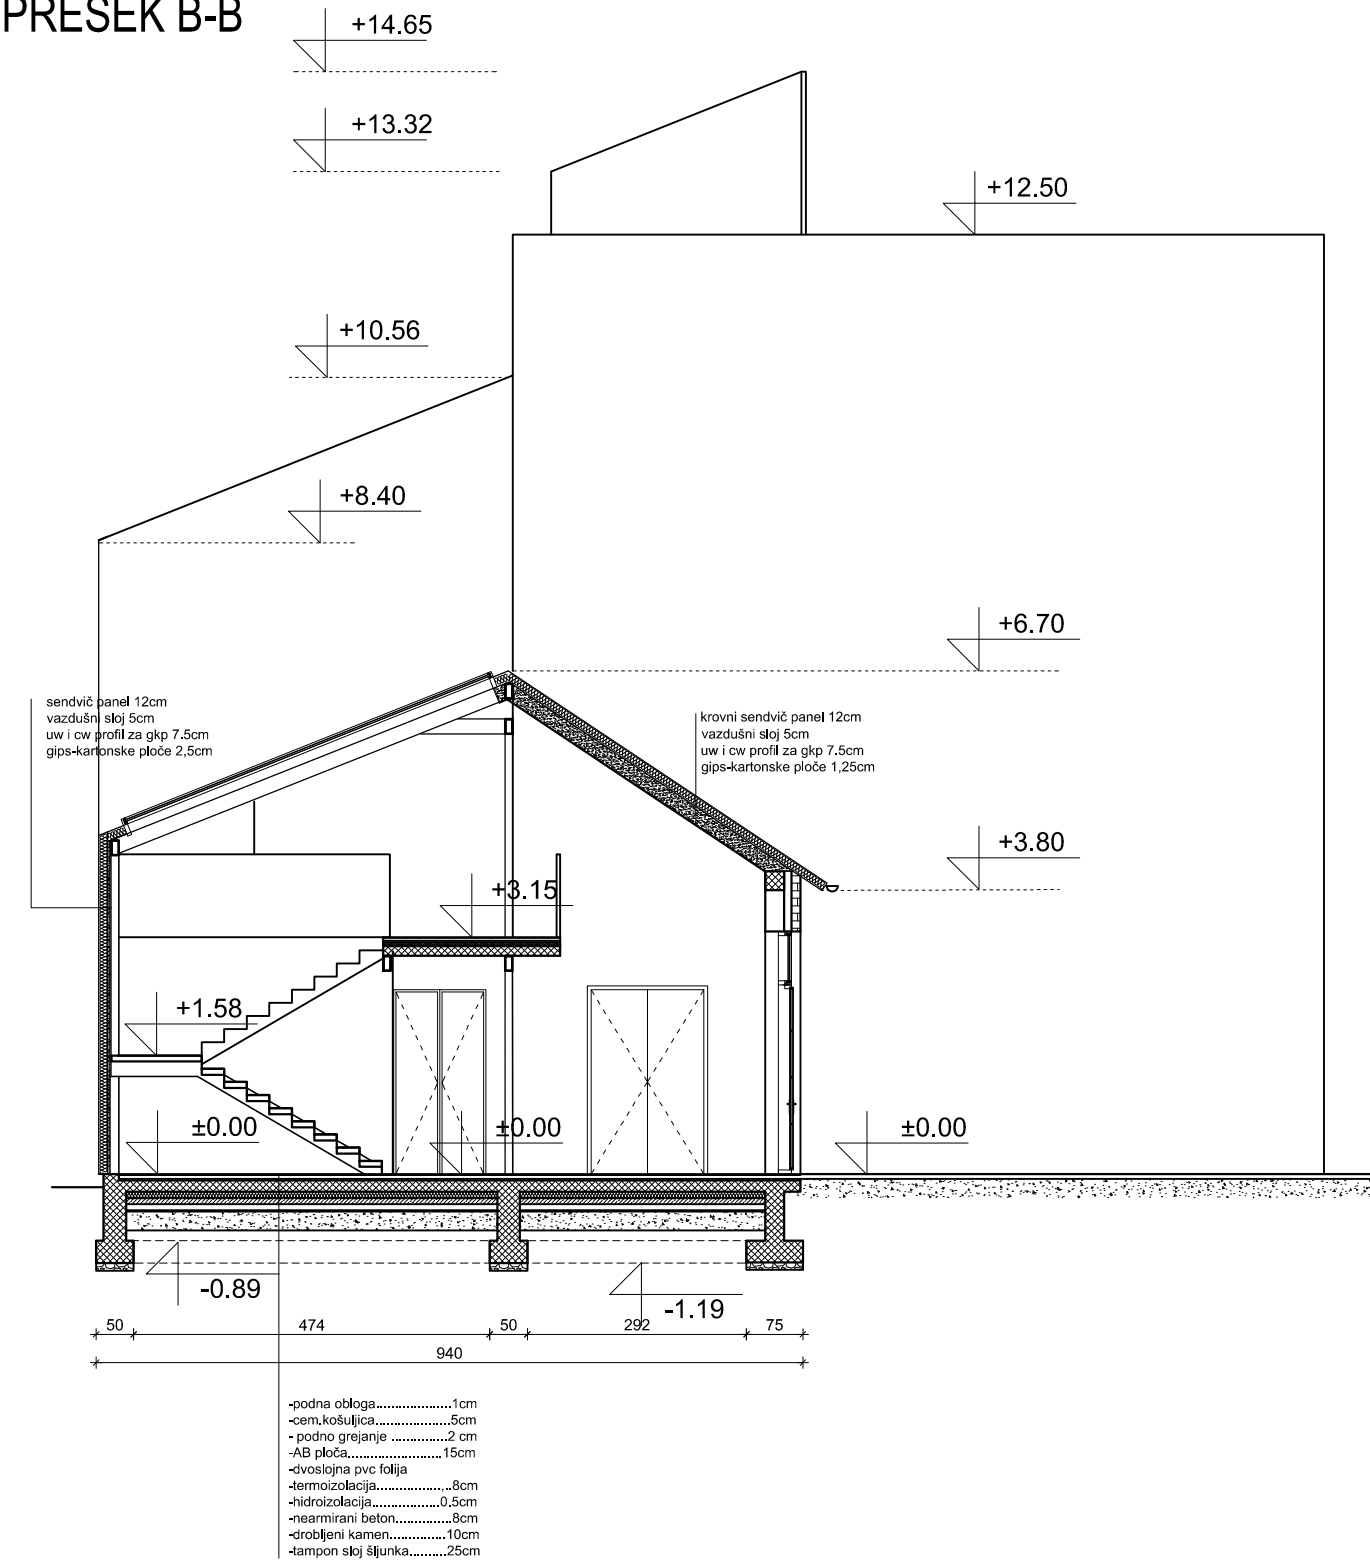 PRESEK B-B
+14.65
+13.32
+12.50
+10.56
+8.40
+6.70
sendvič panel 12cm
vazdušni sloj 5cm
uw i cw profil za gkp 7.5cm
gips-kartonske ploče 2,5cm
krovni sendvič panel 12cm
vazdušni sloj 5cm
uw i cw profil za gkp 7.5cm
gips-kartonske ploče 1,25cm
+3.80
+3.15
+1.58
±0.00
±0.00
±0.00
-0.89
-1.19
50 474 50 292 75
940
-podna obloga...................1cm
-cem.košuljica...................5cm
- podno grejanje ..............2 cm
-AB ploča........................15cm
-dvoslojna pvc folija
-termoizolacija................,..8cm
-hidroizolacija.................0.5cm
-nearmirani beton..............8cm
-drobljeni kamen..............10cm
-tampon sloj šljunka.........25cm